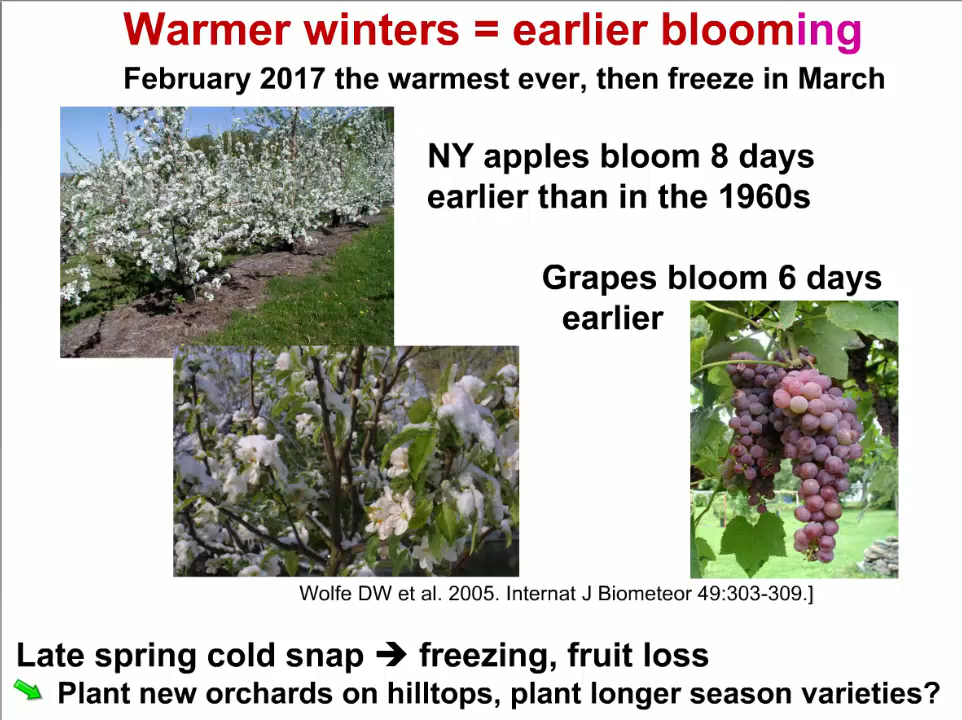 Warmer winters = earlier blooming
February 2017 the warmest ever, then freeze in March
NY apples bloom 8 days
earlier than in the 1960s
Grapes bloom 6 days
earlier
Wolfe DW et al. 2005. Internat J Biometeor 49:303-309.]
Late spring cold snap ➔ freezing, fruit loss
Plant new orchards on hilltops, plant longer season varieties?